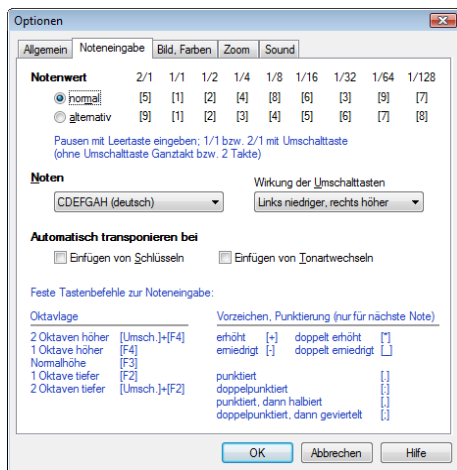 Optionen
Allgemein Noteneingabe Bild, Farben Zoom Sound
Notenwert 2/1 1/1 1/2 1/4 1/8 1/16 1/32 1/64 1/128
normal [5] [1] [2] [4] [8] [6] [3] [9] [7]
alternativ [9] [1] [2] [3] [4] [5] [6] [7] [8]
Pausen mit Leertaste eingeben; 1/1 bzw. 2/1 mit Umschalttaste
(ohne Umschalttaste Ganztakt bzw. 2 Takte)
Noten Wirkung der Umschalttasten
CDEFGAH (deutsch) Links niedriger, rechts höher
Automatisch transponieren bei
Einfügen von Schlüsseln Einfügen von Tonartwechseln
Feste Tastenbefehle zur Noteneingabe:
Oktavlage Vorzeichen, Punktierung (nur für nächste Note)
2 Oktaven höher [Umsch.]+[F4] erhöht [+] doppelt erhöht [*]
1 Oktave höher [F4] erniedrigt [-] doppelt erniedrigt [_]
Normalhöhe [F3]
1 Oktave tiefer [F2] punktiert [.]
2 Oktaven tiefer [Umsch.]+[F2] doppelpunktiert [:]
punktiert, dann halbiert [,]
doppelpunktiert, dann geviertelt [;]
OK Abbrechen Hilfe